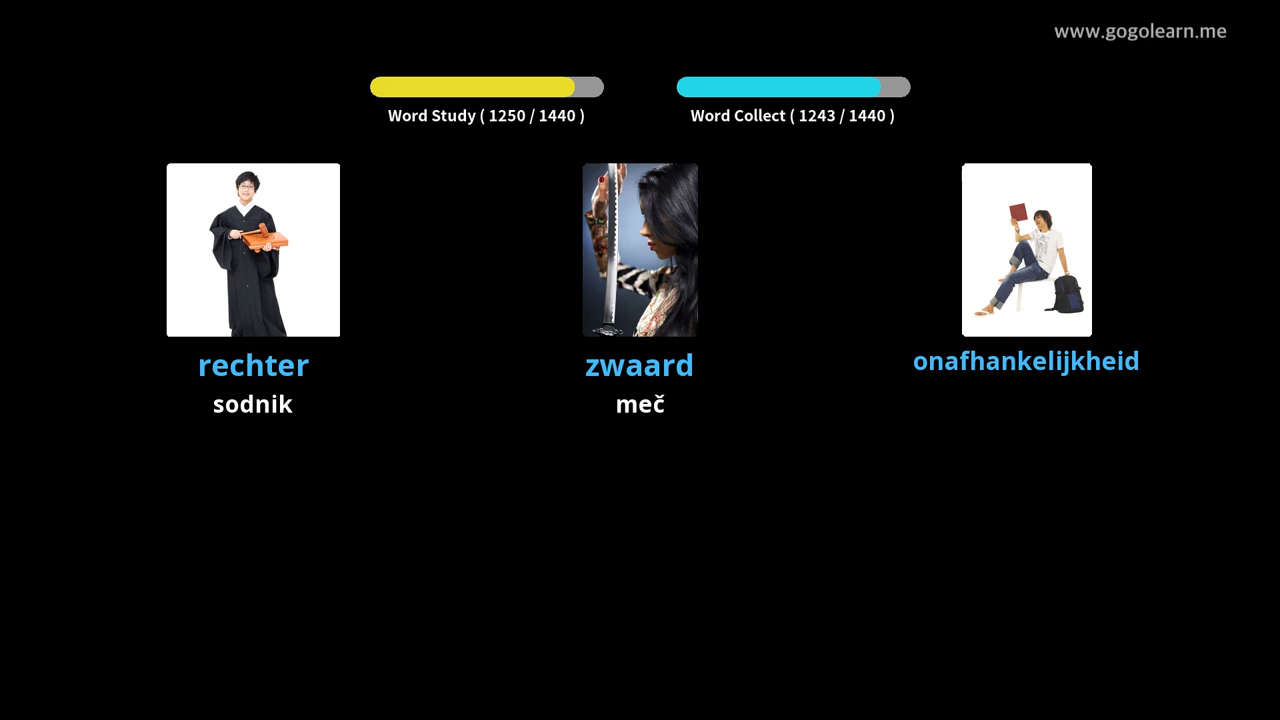 www.gogolearn.me
Word Study ( 1250 / 1440 )
Word Collect ( 1243 / 1440 )
rechter
sodnik
zwaard
meč
onafhankelijkheid